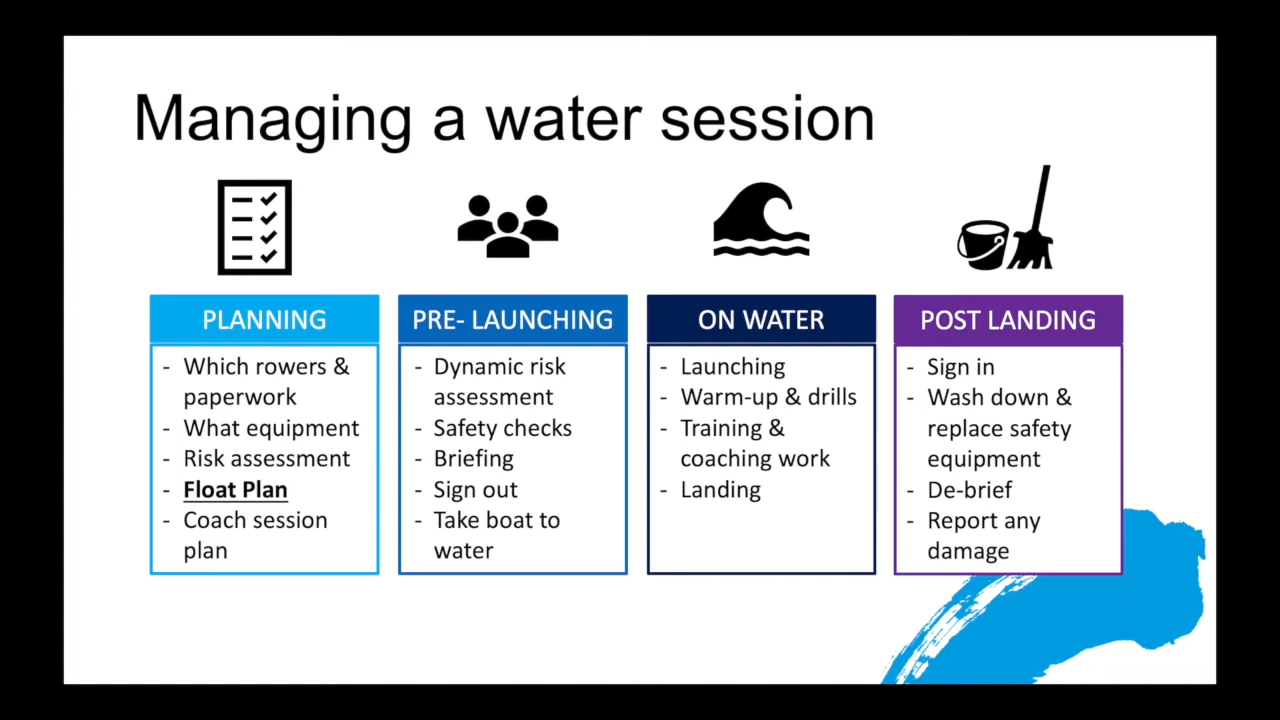 Managing a water session
PLANNING
- Which rowers &
paperwork
- What equipment
- Risk assessment
- Float Plan
- Coach session
plan
PRE- LAUNCHING
- Dynamic risk
assessment
- Safety checks
- Briefing
- Sign out
- Take boat to
water
ON WATER
- Launching
- Warm-up & drills
- Training &
coaching work
- Landing
POST LANDING
- Sign in
- Wash down &
replace safety
equipment
- De-brief
- Report any
damage